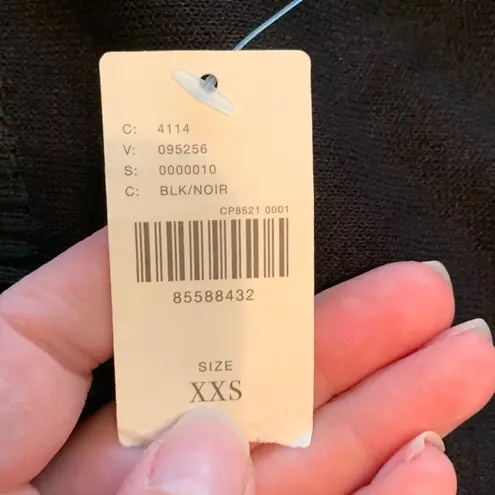 C: 4114
V: 095256
S: 0000010
C: BLK/NOIR
CP8521 0001
85588432
SIZE
XXS